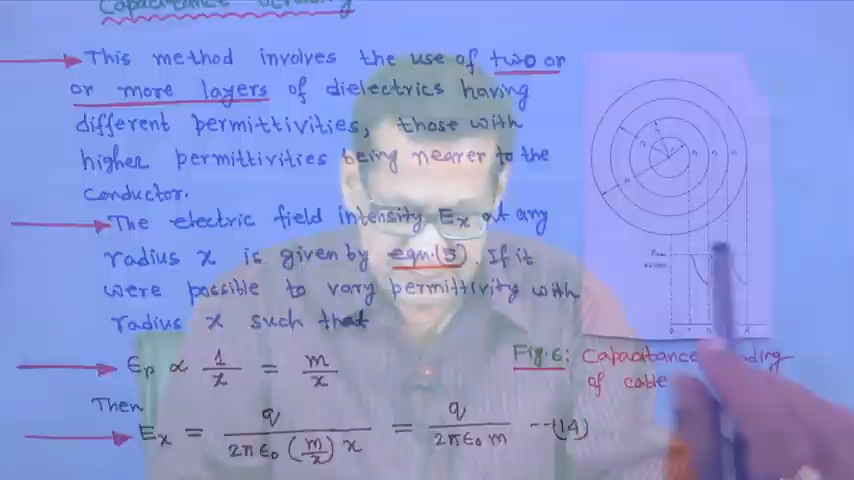 Capacitance Grading
This method involves the use of two or
or more layers of dielectrics having
different permittivities, those with
higher permittivities being nearer to the
conductor.
The electric field intensity Ex at any
radius x is given by eqn.(5). If it
were possible to vary permittivity with
radius x such that
Ep ∝ 1/x = m/x
Fig.6: Capacitance
of cable
Then
Ex = q / 2πϵ0 (m/x) x = q / 2πϵ0 m --(14)